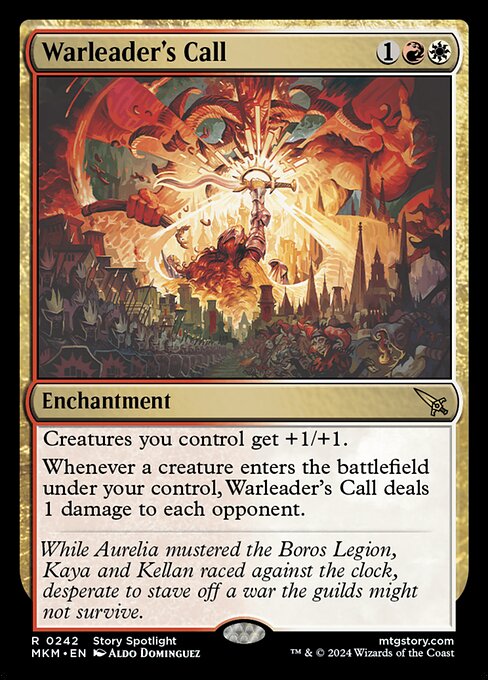 Warleader's Call 1
Enchantment
Creatures you control get +1/+1.
Whenever a creature enters the battlefield
under your control, Warleader's Call deals
1 damage to each opponent.
While Aurelia mustered the Boros Legion,
Kaya and Kellan raced against the clock,
desperate to stave off a war the guilds might
not survive.
R 0242 Story Spotlight mtgstory.com
MKM • EN Aldo Dominguez ™ & © 2024 Wizards of the Coast